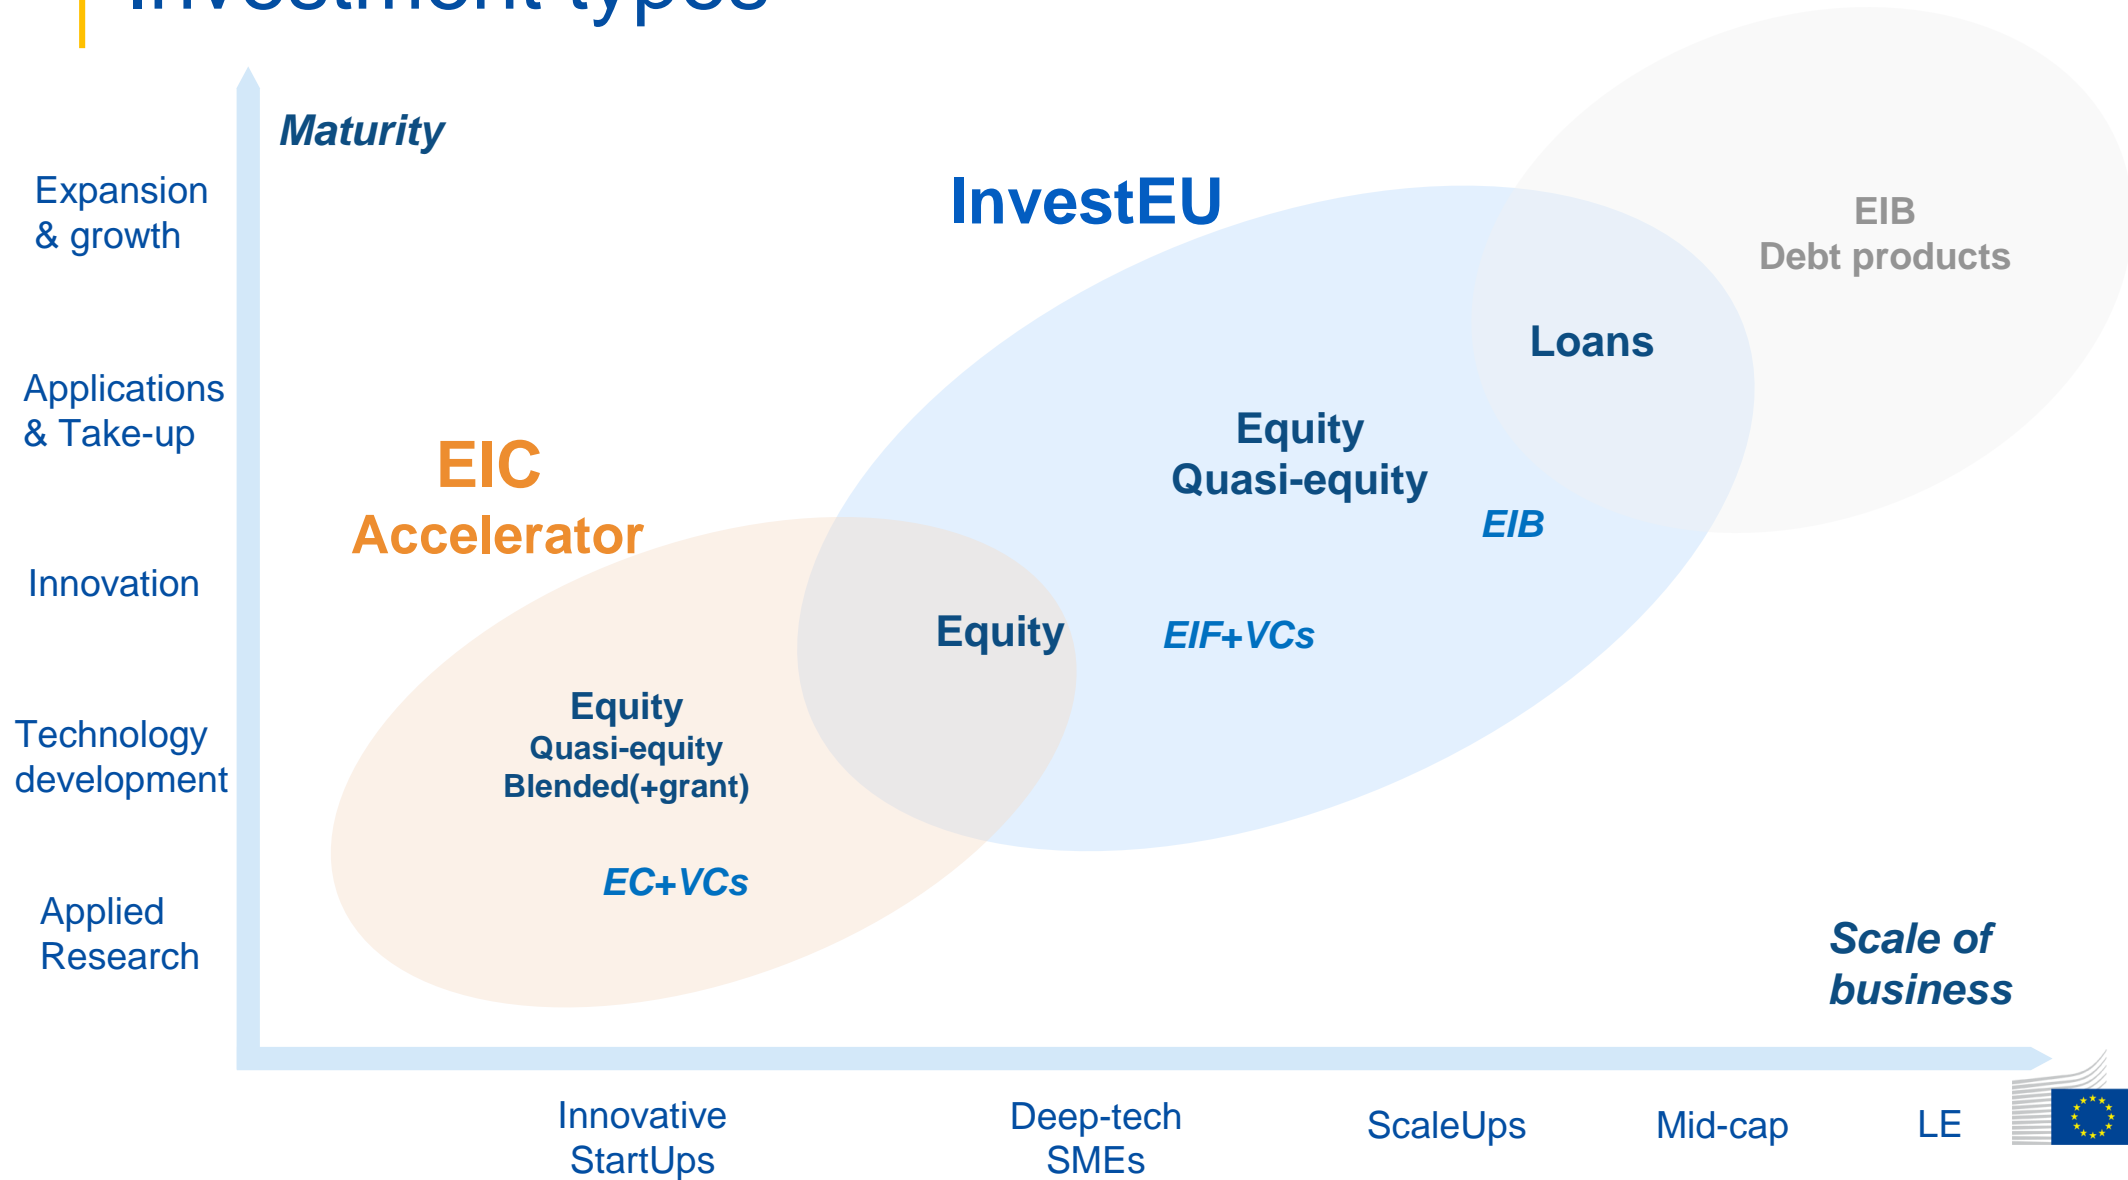 Investment types
Maturity
Expansion
& growth
InvestEU
EIB
Debt products
Loans
Applications
& Take-up
Equity
Quasi-equity
EIC
Accelerator
EIB
Innovation
Equity
EIF+VCs
Equity
Quasi-equity
Blended(+grant)
Technology
development
EC+VCs
Applied
Research
Scale of
business
Innovative
StartUps
Deep-tech
SMEs
ScaleUps
Mid-cap
LE